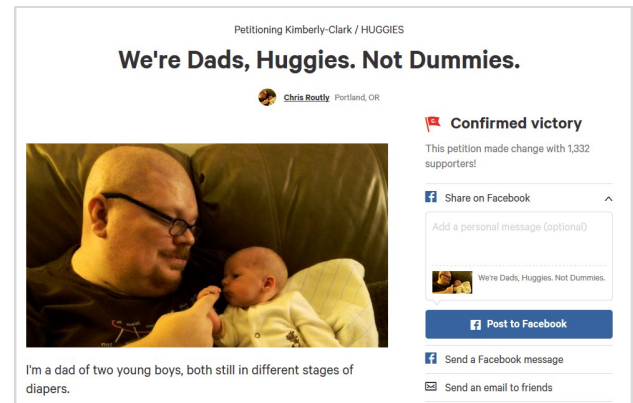 Petitioning Kimberly-Clark / HUGGIES
We're Dads, Huggies. Not Dummies.
Chris Routly Portland, OR
Confirmed victory
This petition made change with 1,332
supporters!
Share on Facebook
Add a personal message (optional)
We're Dads, Huggies. Not Dummies.
Post to Facebook
Send a Facebook message
Send an email to friends
I'm a dad of two young boys, both still in different stages of
diapers.